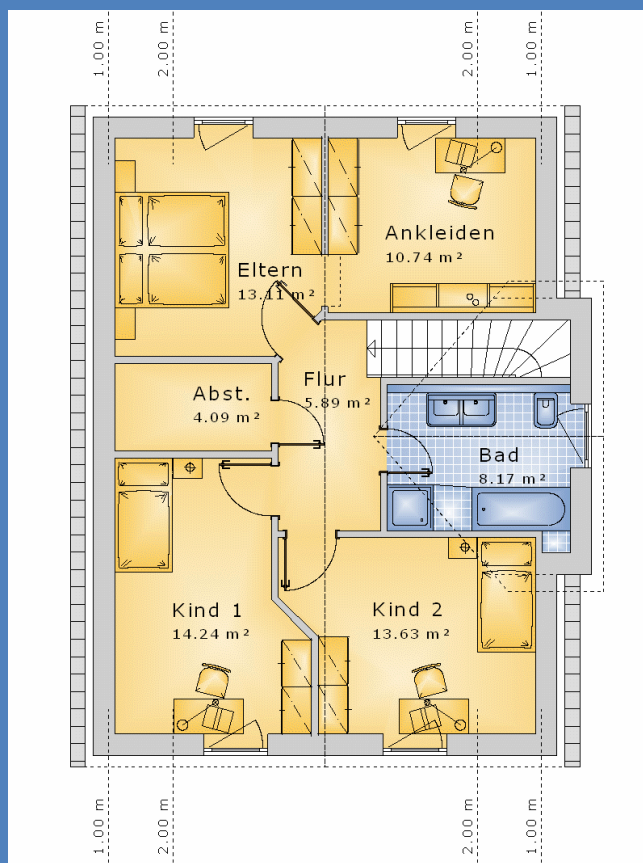 1.00 m
2.00 m
2.00 m
1.00 m
Ankleiden
10.74 m²
Eltern
13.11 m²
Flur
5.89 m²
Abst.
4.09 m²
Bad
8.17 m²
Kind 1
14.24 m²
Kind 2
13.63 m²
1.00 m
2.00 m
2.00 m
1.00 m